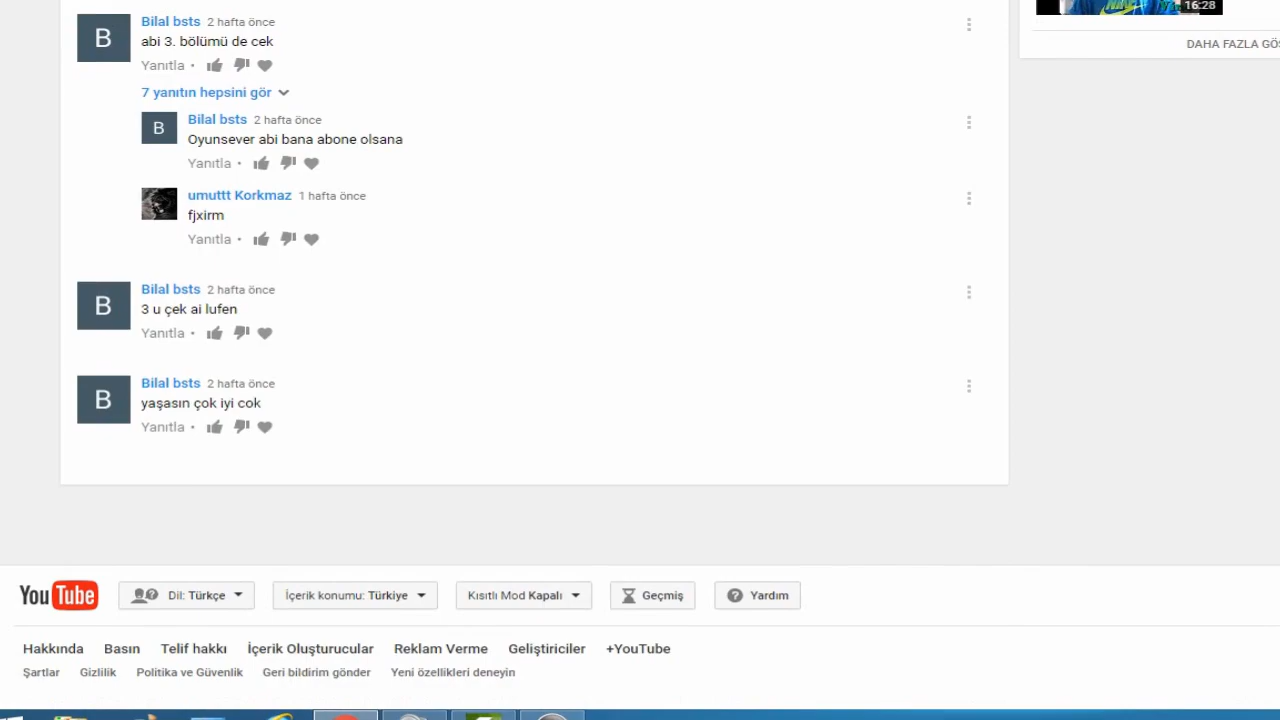 Bilal bsts 2 hafta önce
abi 3. bölümü de cek
Yanıtla •
7 yanıtın hepsini gör
Bilal bsts 2 hafta önce
Oyunsever abi bana abone olsana
Yanıtla •
umuttt Korkmaz 1 hafta önce
fjxirm
Yanıtla •
Bilal bsts 2 hafta önce
3 u çek ai lufen
Yanıtla •
Bilal bsts 2 hafta önce
yaşasın çok iyi cok
Yanıtla •
B
B
B
B
16:28
DAHA FAZLA GÖS
YouTube Dil: Türkçe İçerik konumu: Türkiye Kısıtlı Mod Kapalı Geçmiş Yardım
Hakkında Basın Telif hakkı İçerik Oluşturucular Reklam Verme Geliştiriciler +YouTube
Şartlar Gizlilik Politika ve Güvenlik Geri bildirim gönder Yeni özellikleri deneyin